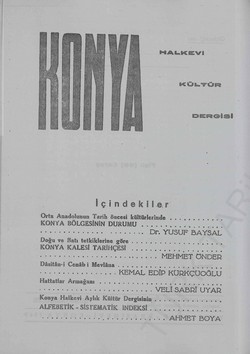 KONYA
HALKEVİ
KÜLTÜR
DERGİSİ
İçindekiler
Orta Anadolunun Tarih Öncesi kültürlerinde
KONYA BÖLGESİNİN DURUMU . . . . . . . . . . . . . .
Dr. YUSUF BAYSAL
Doğu ve Batı tetkiklerine göre . . . . . . . . . . . . . .
KONYA KALESİ TARİHÇESİ
MEHMET ÖNDER
Dâsitân-i Cenâb-i Mevlâna . . . . . . . . . . . . . .
KEMAL EDİP KÜRKÇÜOĞLU
Hattatlar Armağanı . . . . . . . . . . . . . .
VELİ SABRİ UYAR
Konya Halkevi Aylık Kültür Dergisinin . . . . . . . . . .
ALFEBETİK - SİSTEMATİK İNDEKSİ . . . . . . . . . .
AHMET BOYA